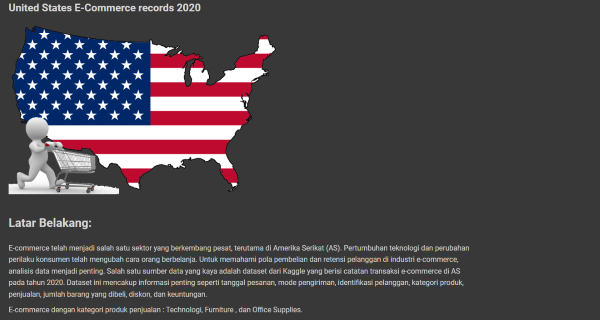 United States E-Commerce records 2020
Latar Belakang:
E-commerce telah menjadi salah satu sektor yang berkembang pesat, terutama di Amerika Serikat (AS). Pertumbuhan teknologi dan perubahan
perilaku konsumen telah mengubah cara orang berbelanja. Untuk memahami pola pembelian dan retensi pelanggan di industri e-commerce,
analisis data menjadi penting. Salah satu sumber data yang kaya adalah dataset dari Kaggle yang berisi catatan transaksi e-commerce di AS
pada tahun 2020. Dataset ini mencakup informasi penting seperti tanggal pesanan, mode pengiriman, identifikasi pelanggan, kategori produk,
penjualan, jumlah barang yang dibeli, diskon, dan keuntungan.
E-commerce dengan kategori produk penjualan : Technologi, Furniture , dan Office Supplies.